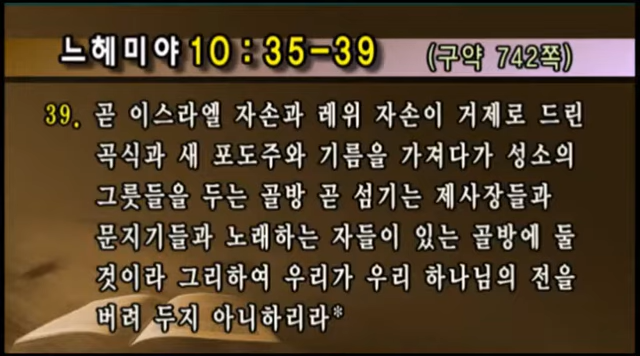 느헤미야 10 : 35-39 (구약 742쪽)
39. 곧 이스라엘 자손과 레위 자손이 거제로 드린
곡식과 새 포도주와 기름을 가져다가 성소의
그릇들을 두는 골방 곧 섬기는 제사장들과
문지기들과 노래하는 자들이 있는 골방에 둘
것이라 그리하여 우리가 우리 하나님의 전을
버려 두지 아니하리라*